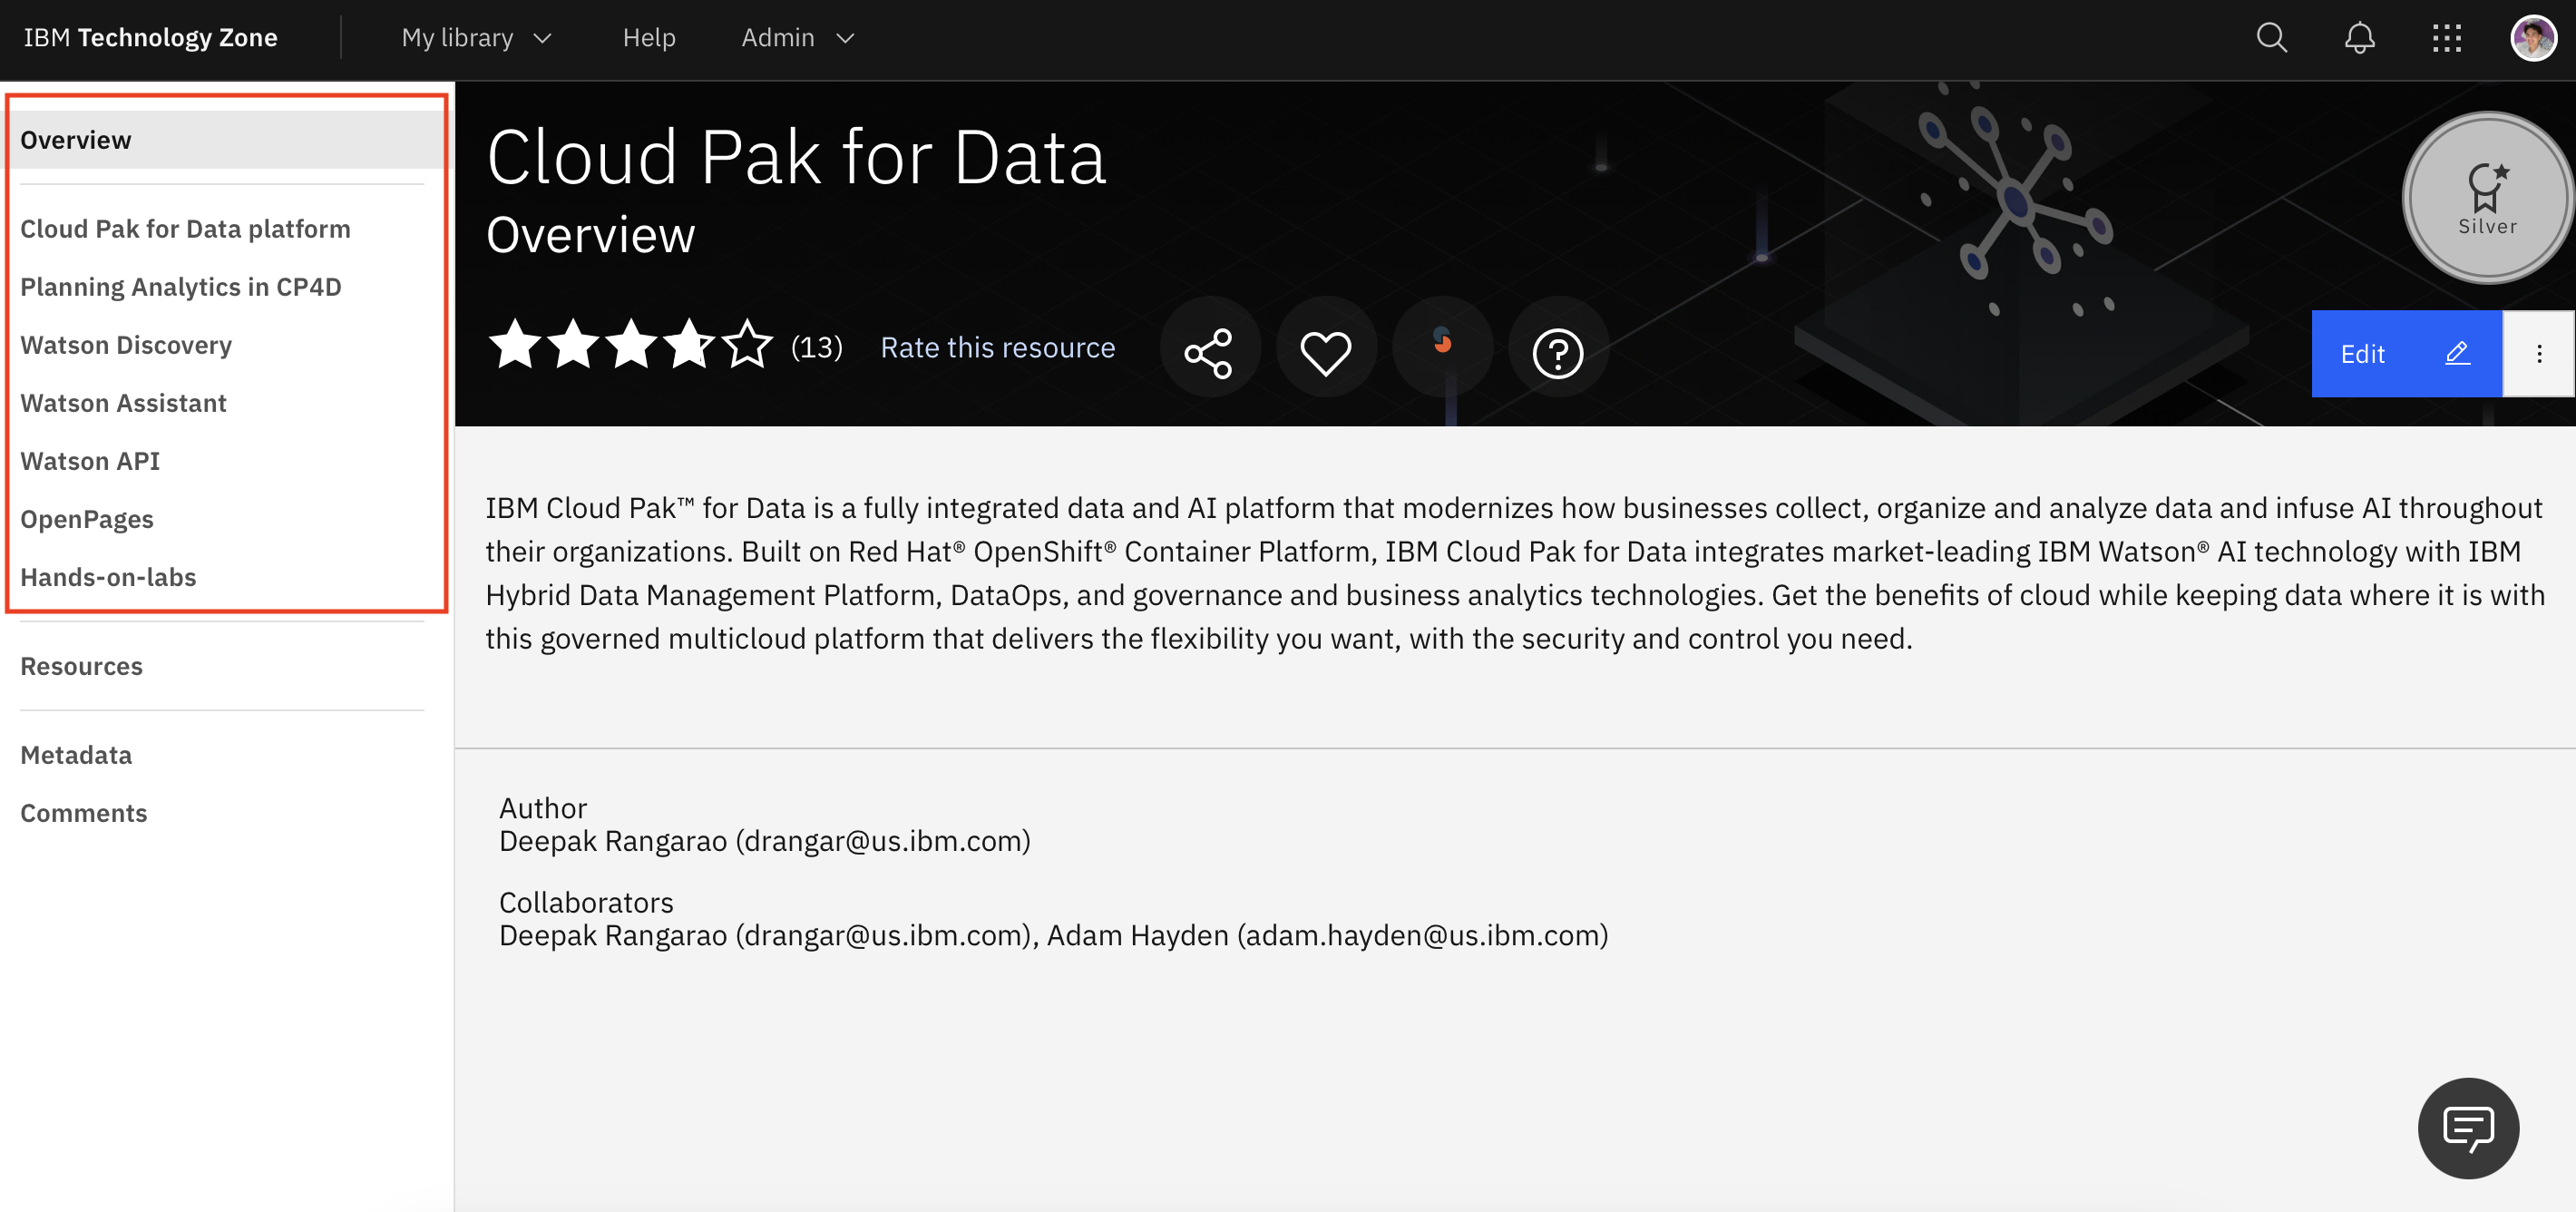 IBM Technology Zone
My library
Help
Admin
Overview
Cloud Pak for Data platform
Planning Analytics in CP4D
Watson Discovery
Watson Assistant
Watson API
OpenPages
Hands-on-labs
Resources
Metadata
Comments
Cloud Pak for Data
Overview
Silver
(13)
Rate this resource
Edit
IBM Cloud Pak™ for Data is a fully integrated data and AI platform that modernizes how businesses collect, organize and analyze data and infuse AI throughout
their organizations. Built on Red Hat® OpenShift® Container Platform, IBM Cloud Pak for Data integrates market-leading IBM Watson® AI technology with IBM
Hybrid Data Management Platform, DataOps, and governance and business analytics technologies. Get the benefits of cloud while keeping data where it is with
this governed multicloud platform that delivers the flexibility you want, with the security and control you need.
Author
Deepak Rangarao (drangar@us.ibm.com)
Collaborators
Deepak Rangarao (drangar@us.ibm.com), Adam Hayden (adam.hayden@us.ibm.com)